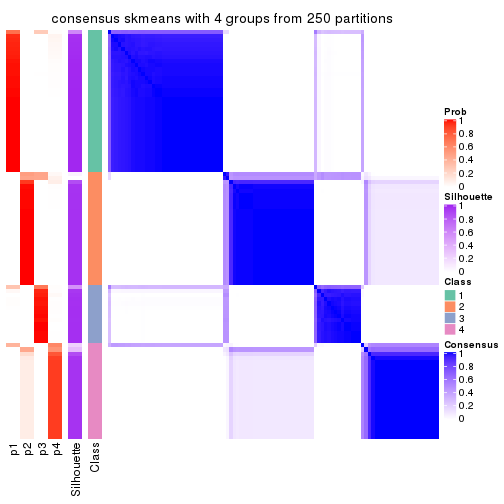 consensus skmeans with 4 groups from 250 partitions
Prob
1
0.8
0.6
0.4
0.2
0
Silhouette
1
0.8
0.6
0.4
0.2
0
Class
1
2
3
4
Consensus
1
0.8
0.6
0.4
0.2
0
p1
p2
p3
p4
Silhouette
Class